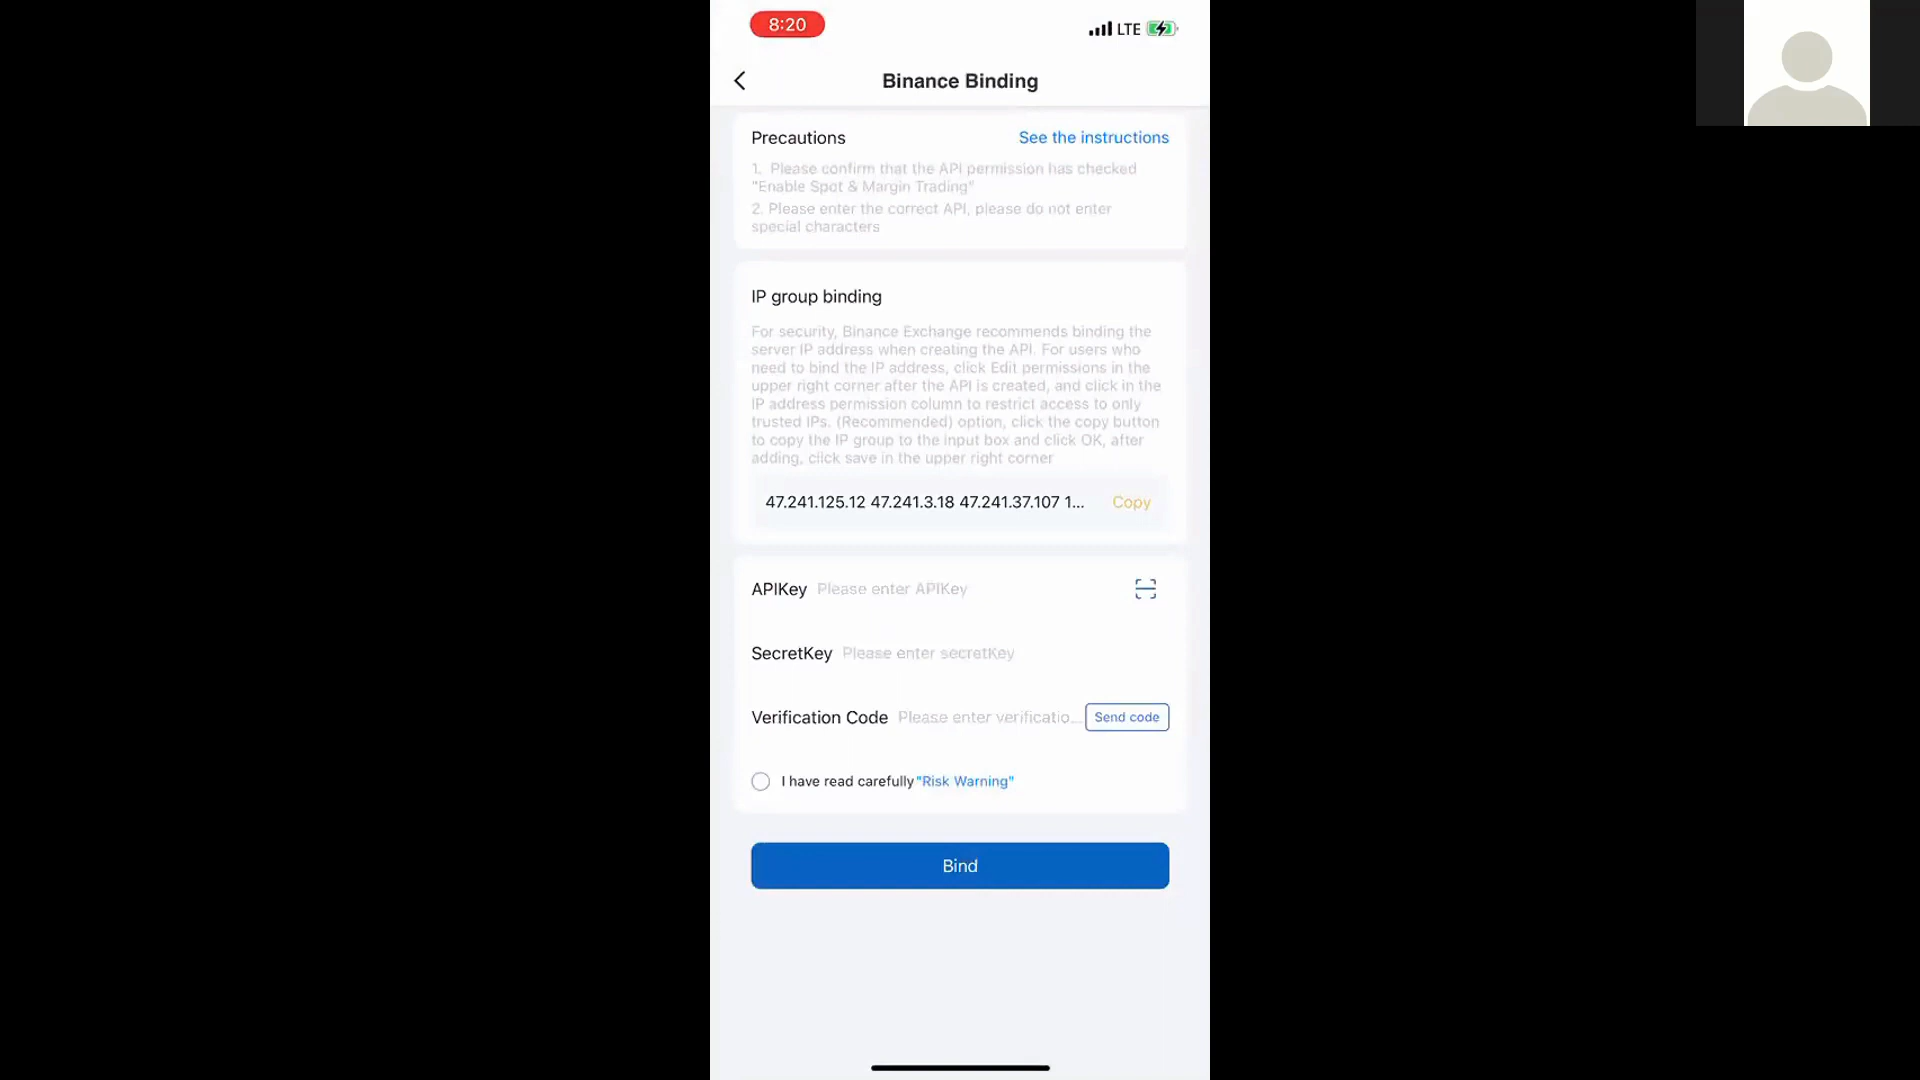 8:20
LTE
Binance Binding
Precautions
See the instructions
1. Please confirm that the API permission has checked
"Enable Spot & Margin Trading"
2. Please enter the correct API, please do not enter
special characters
IP group binding
For security, Binance Exchange recommends binding the
server IP address when creating the API. For users who
need to bind the IP address, click Edit permissions in the
upper right corner after the API is created, and click in the
IP address permission column to restrict access to only
trusted IPs. (Recommended) option, click the copy button
to copy the IP group to the input box and click OK, after
adding, click save in the upper right corner
47.241.125.12 47.241.3.18 47.241.37.107 1...
Copy
APIKey Please enter APIKey
SecretKey Please enter secretKey
Verification Code Please enter verificatio...
Send code
I have read carefully "Risk Warning"
Bind